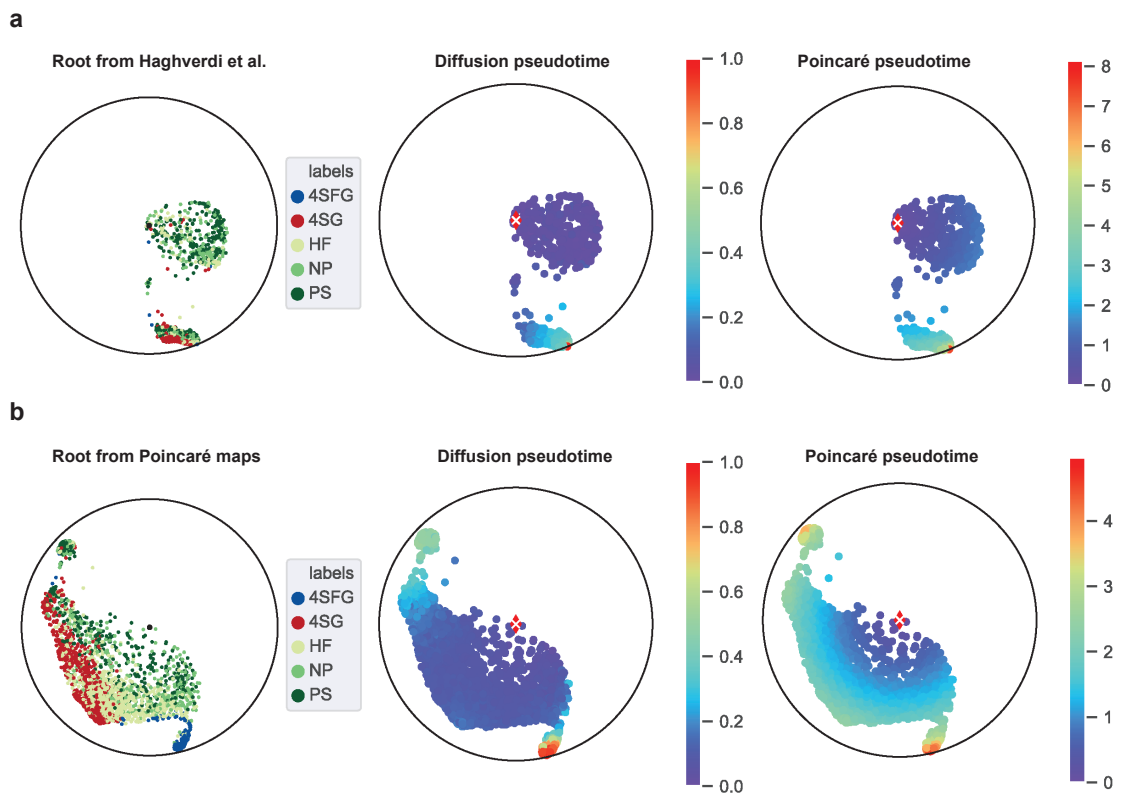 a
Root from Haghverdi et al.
Diffusion pseudotime
Poincaré pseudotime
labels
4SFG
4SG
HF
NP
PS
1.0
0.8
0.6
0.4
0.2
0.0
8
7
6
5
4
3
2
1
0
b
Root from Poincaré maps
Diffusion pseudotime
Poincaré pseudotime
labels
4SFG
4SG
HF
NP
PS
1.0
0.8
0.6
0.4
0.2
0.0
4
3
2
1
0